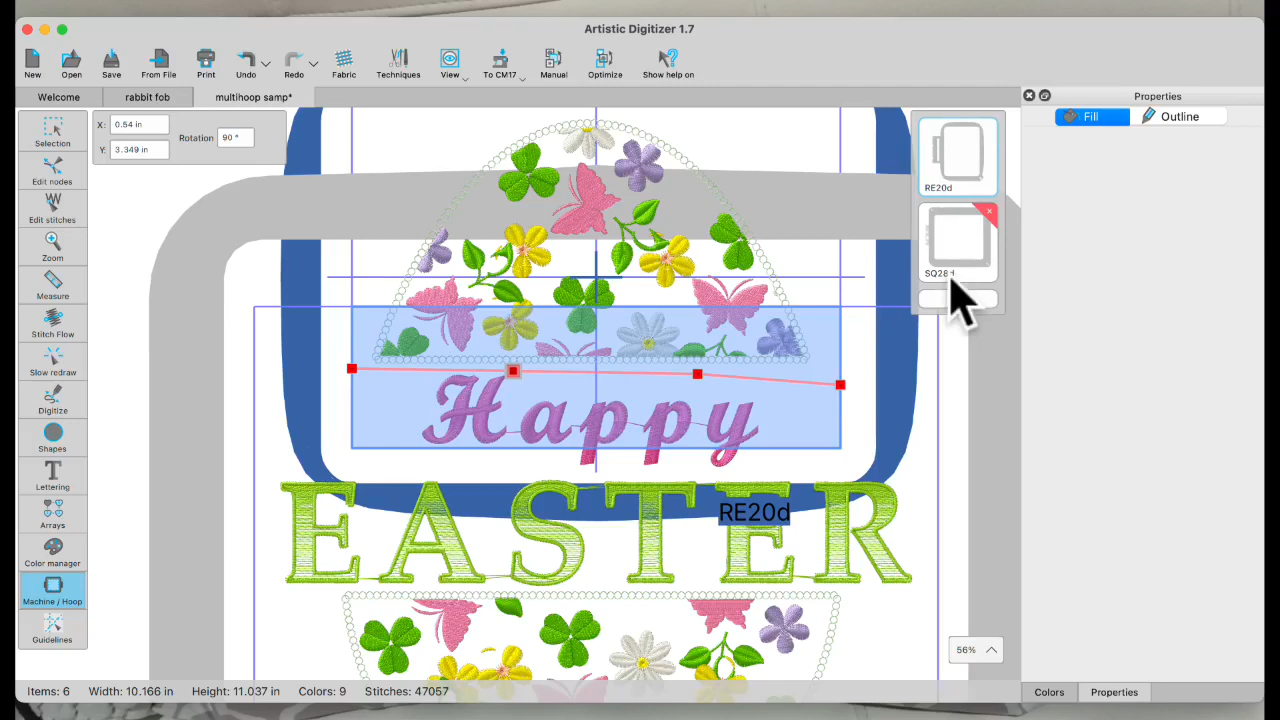 Artistic Digitizer 1.7
New Open Save From File Print Undo Redo Fabric Techniques View To CM17 Manual Optimize Show help on
Welcome rabbit fob multihoop samp*
Properties
Fill Outline
Selection
Edit nodes
Edit stitches
Zoom
Measure
Stitch Flow
Slow redraw
Digitize
Shapes
Lettering
Arrays
Color manager
Machine / Hoop
Guidelines
X: 0.54 in
Y: 3.349 in
Rotation 90 °
RE20d
SQ28d
Happy
EASTER
RE20d
56%
Items: 6 Width: 10.166 in Height: 11.037 in Colors: 9 Stitches: 47057
Colors Properties